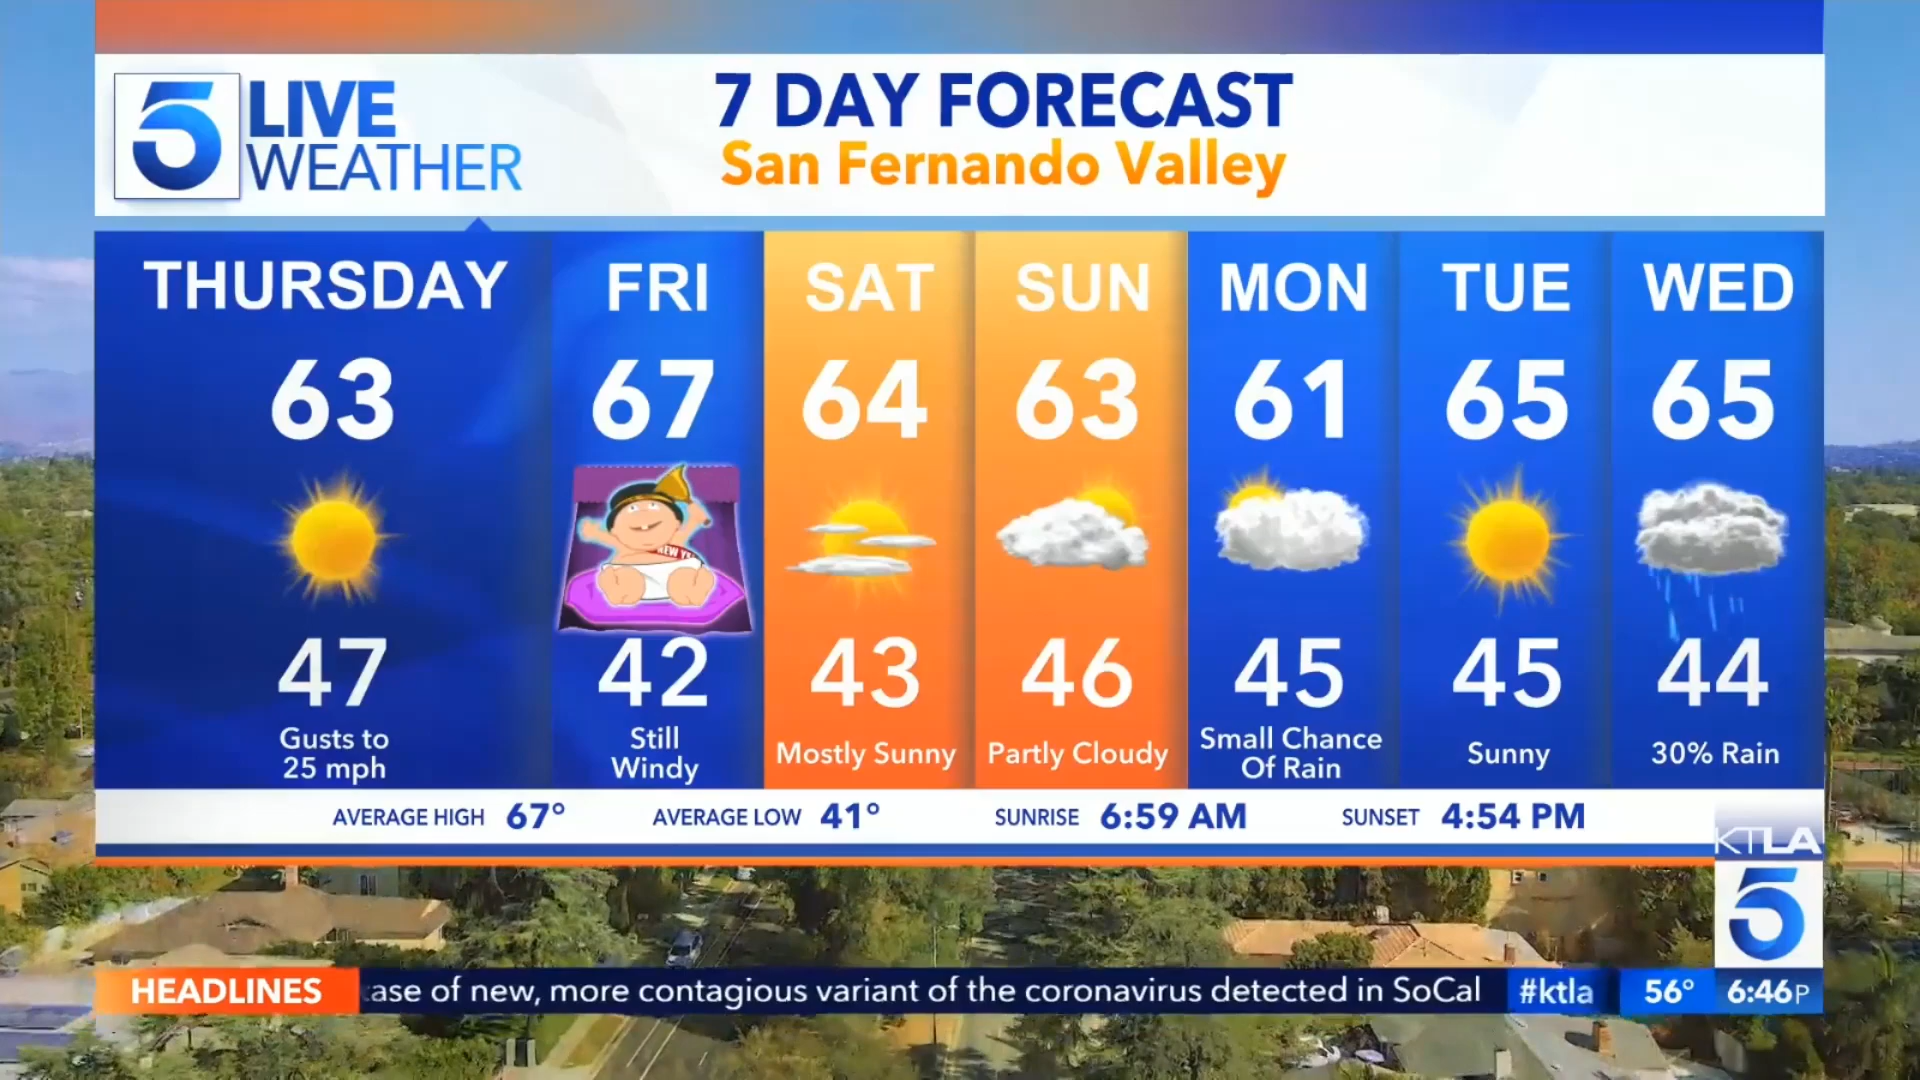 5 LIVE
WEATHER
7 DAY FORECAST
San Fernando Valley
THURSDAY
63
47
Gusts to
25 mph
FRI
67
NEW
42
Still
Windy
SAT
64
43
Mostly Sunny
SUN
63
46
Partly Cloudy
MON
61
45
Small Chance
Of Rain
TUE
65
45
Sunny
WED
65
44
30% Rain
AVERAGE HIGH 67° AVERAGE LOW 41° SUNRISE 6:59 AM SUNSET 4:54 PM
KTLA
5
HEADLINES of new, more contagious variant of the coronavirus detected in SoCal #ktla 56° 6:46P